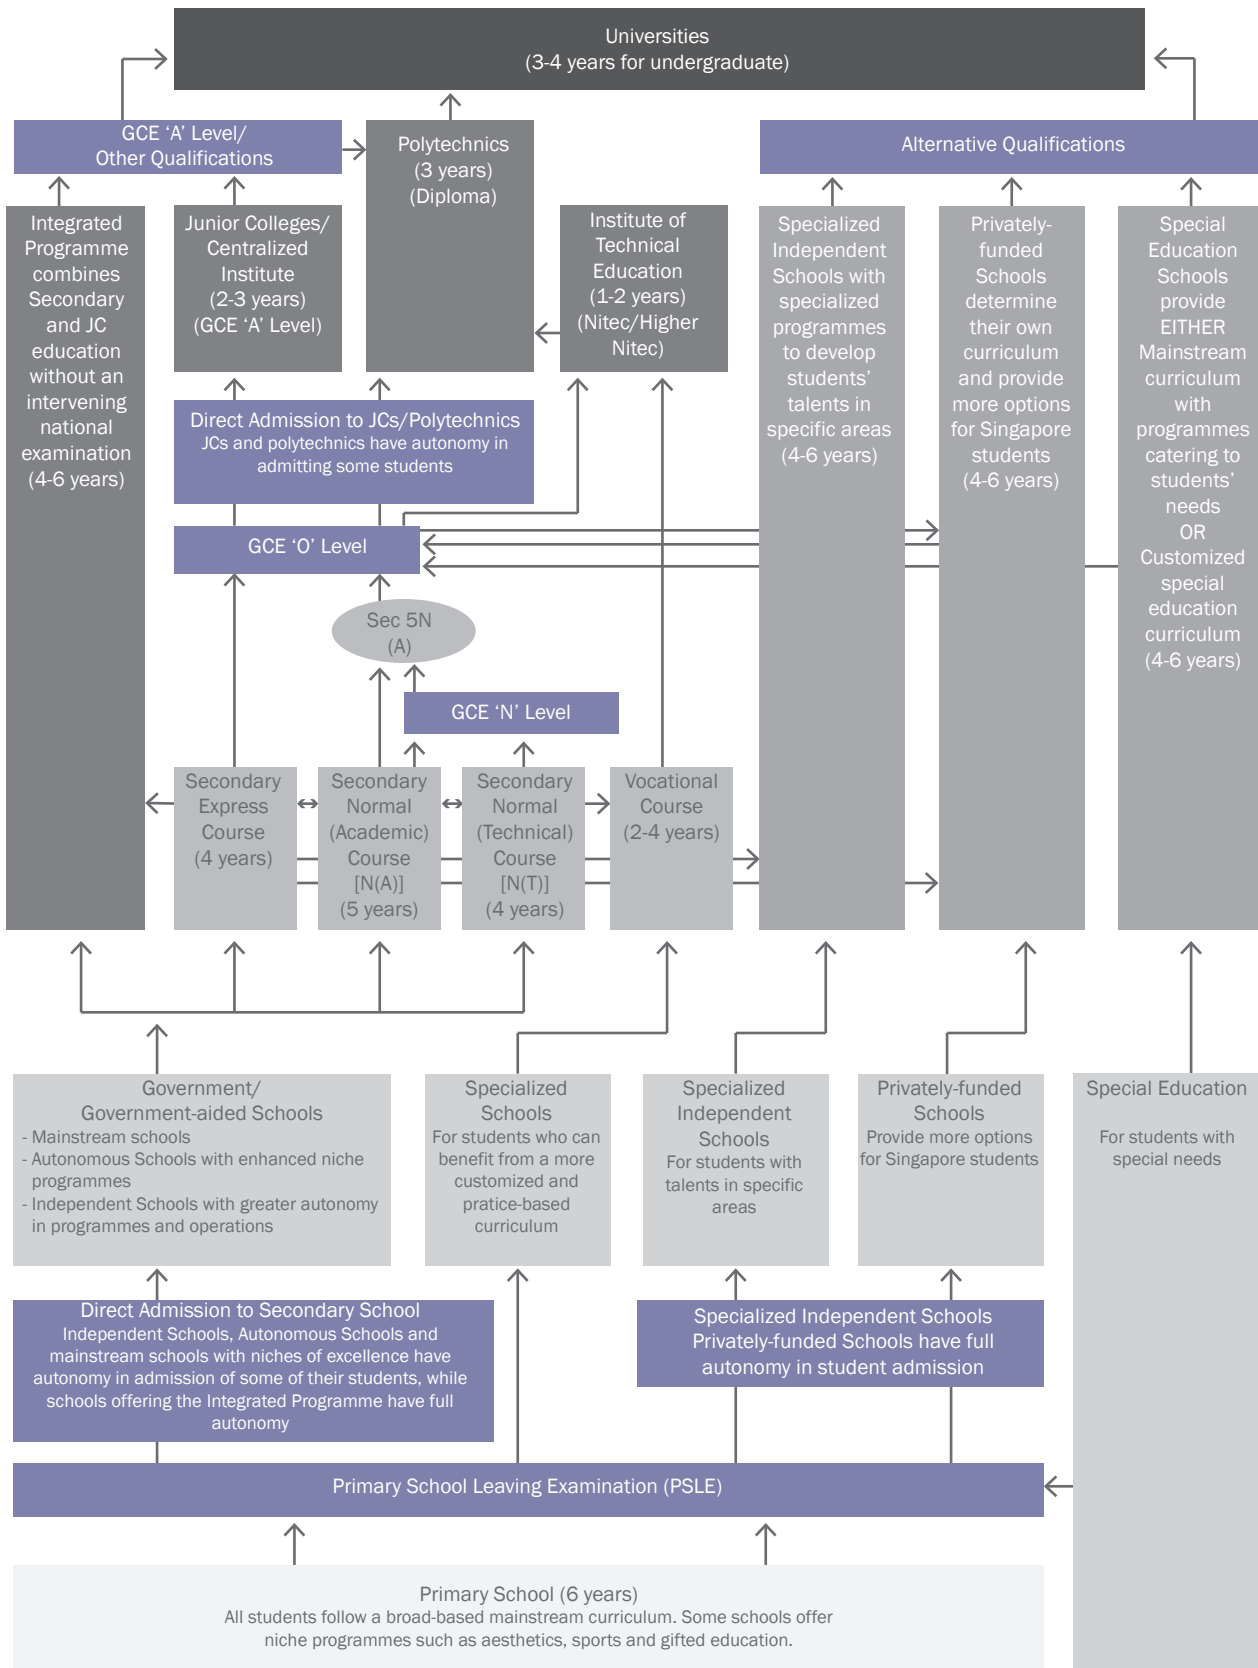 Universities
(3-4 years for undergraduate)
GCE ‘A’ Level/
Other Qualifications
Polytechnics
(3 years)
(Diploma)
Alternative Qualifications
Integrated
Programme
combines
Secondary
and JC
education
without an
intervening
national
examination
(4-6 years)
Junior Colleges/
Centralized
Institute
(2-3 years)
(GCE ‘A’ Level)
Institute of
Technical
Education
(1-2 years)
(Nitec/Higher
Nitec)
Specialized
Independent
Schools with
specialized
programmes
to develop
students’
talents in
specific areas
(4-6 years)
Privately-
funded
Schools
determine
their own
curriculum
and provide
more options
for Singapore
students
(4-6 years)
Special
Education
Schools
provide
EITHER
Mainstream
curriculum
with
programmes
catering to
students’
needs
OR
Customized
special
education
curriculum
(4-6 years)
Direct Admission to JCs/Polytechnics
JCs and polytechnics have autonomy in
admitting some students
GCE ‘O’ Level
Sec 5N
(A)
GCE ‘N’ Level
Secondary
Express
Course
(4 years)
Secondary
Normal
(Academic)
Course
[N(A)]
(5 years)
Secondary
Normal
(Technical)
Course
[N(T)]
(4 years)
Vocational
Course
(2-4 years)
Government/
Government-aided Schools
- Mainstream schools
- Autonomous Schools with enhanced niche
programmes
- Independent Schools with greater autonomy
in programmes and operations
Specialized
Schools
For students who can
benefit from a more
customized and
pratice-based
curriculum
Specialized
Independent
Schools
For students with
talents in specific
areas
Privately-funded
Schools
Provide more options
for Singapore students
Special Education
For students with
special needs
Direct Admission to Secondary School
Independent Schools, Autonomous Schools and
mainstream schools with niches of excellence have
autonomy in admission of some of their students, while
schools offering the Integrated Programme have full
autonomy
Specialized Independent Schools
Privately-funded Schools have full
autonomy in student admission
Primary School Leaving Examination (PSLE)
Primary School (6 years)
All students follow a broad-based mainstream curriculum. Some schools offer
niche programmes such as aesthetics, sports and gifted education.